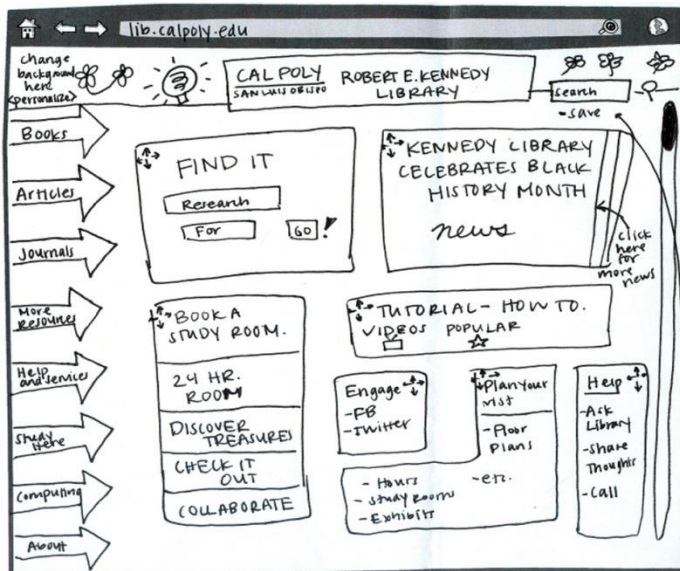 lib.calpoly.edu
change
background
here
<personalize>
CAL POLY
SAN LUIS OBISPO
ROBERT E. KENNEDY
LIBRARY
search
-save
Books
Articles
Journals
More
Resources
Help
and services
Study
Here
Computing
About
FIND IT
Research
For
GO!
KENNEDY LIBRARY
CELEBRATES BLACK
HISTORY MONTH
news
click
here
for
more
news
BOOK A
STUDY ROOM.
24 HR.
ROOM
DISCOVER
TREASURES
CHECK IT
OUT
COLLABORATE
TUTORIAL- HOW TO.
VIDEOS POPULAR
Engage
-FB
-Twitter
Plan your
visit
-Floor
Plans
-etc.
- Hours
- Study rooms
- Exhibits
Help
-Ask
Library
-Share
Thoughts
-Call